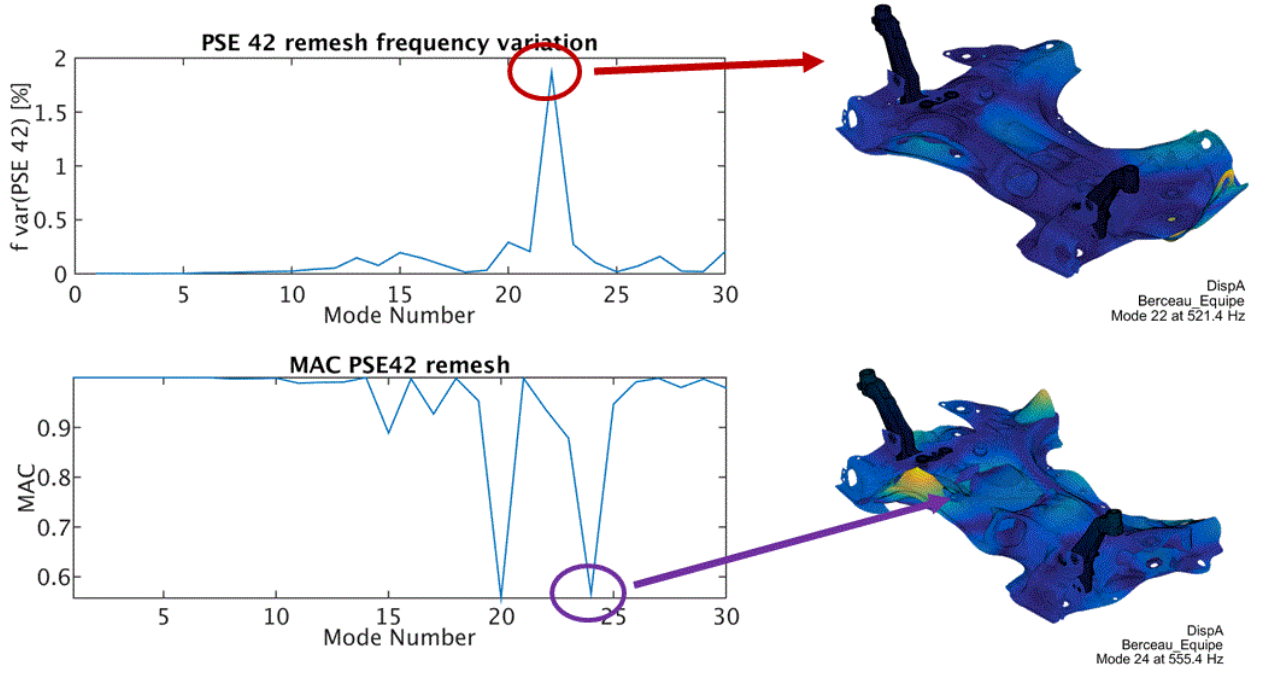 PSE 42 remesh frequency variation
2
1.5
1
0.5
0
f var(PSE 42) [%]
0 5 10 15 20 25 30
Mode Number
DispA
Berceau_Equipe
Mode 22 at 521.4 Hz
MAC PSE42 remesh
0.9
0.8
0.7
0.6
MAC
5 10 15 20 25 30
Mode Number
DispA
Berceau_Equipe
Mode 24 at 555.4 Hz